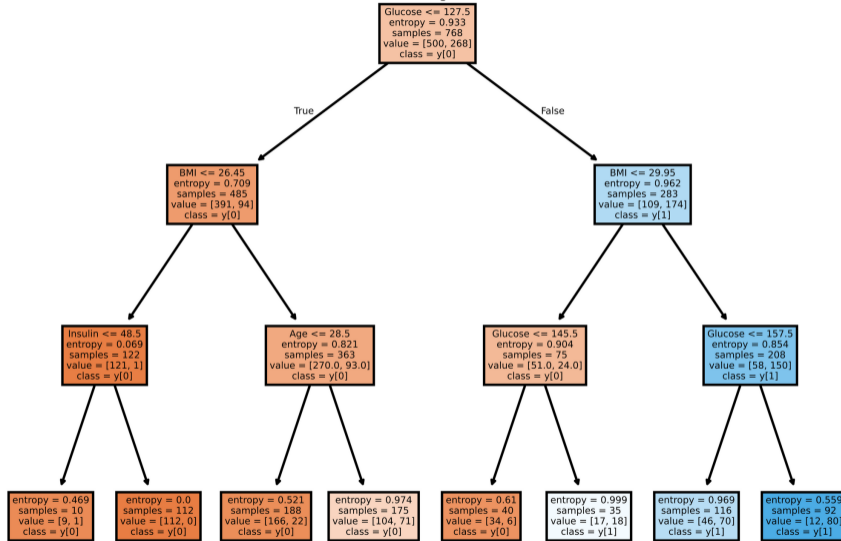 Glucose <= 127.5
entropy = 0.933
samples = 768
value = [500, 268]
class = y[0]
True
False
BMI <= 26.45
entropy = 0.709
samples = 485
value = [391, 94]
class = y[0]
BMI <= 29.95
entropy = 0.962
samples = 283
value = [109, 174]
class = y[1]
Insulin <= 48.5
entropy = 0.069
samples = 122
value = [121, 1]
class = y[0]
Age <= 28.5
entropy = 0.821
samples = 363
value = [270.0, 93.0]
class = y[0]
Glucose <= 145.5
entropy = 0.904
samples = 75
value = [51.0, 24.0]
class = y[0]
Glucose <= 157.5
entropy = 0.854
samples = 208
value = [58, 150]
class = y[1]
entropy = 0.469
samples = 10
value = [9, 1]
class = y[0]
entropy = 0.0
samples = 112
value = [112, 0]
class = y[0]
entropy = 0.521
samples = 188
value = [166, 22]
class = y[0]
entropy = 0.974
samples = 175
value = [104, 71]
class = y[0]
entropy = 0.61
samples = 40
value = [34, 6]
class = y[0]
entropy = 0.999
samples = 35
value = [17, 18]
class = y[1]
entropy = 0.969
samples = 116
value = [46, 70]
class = y[1]
entropy = 0.559
samples = 92
value = [12, 80]
class = y[1]